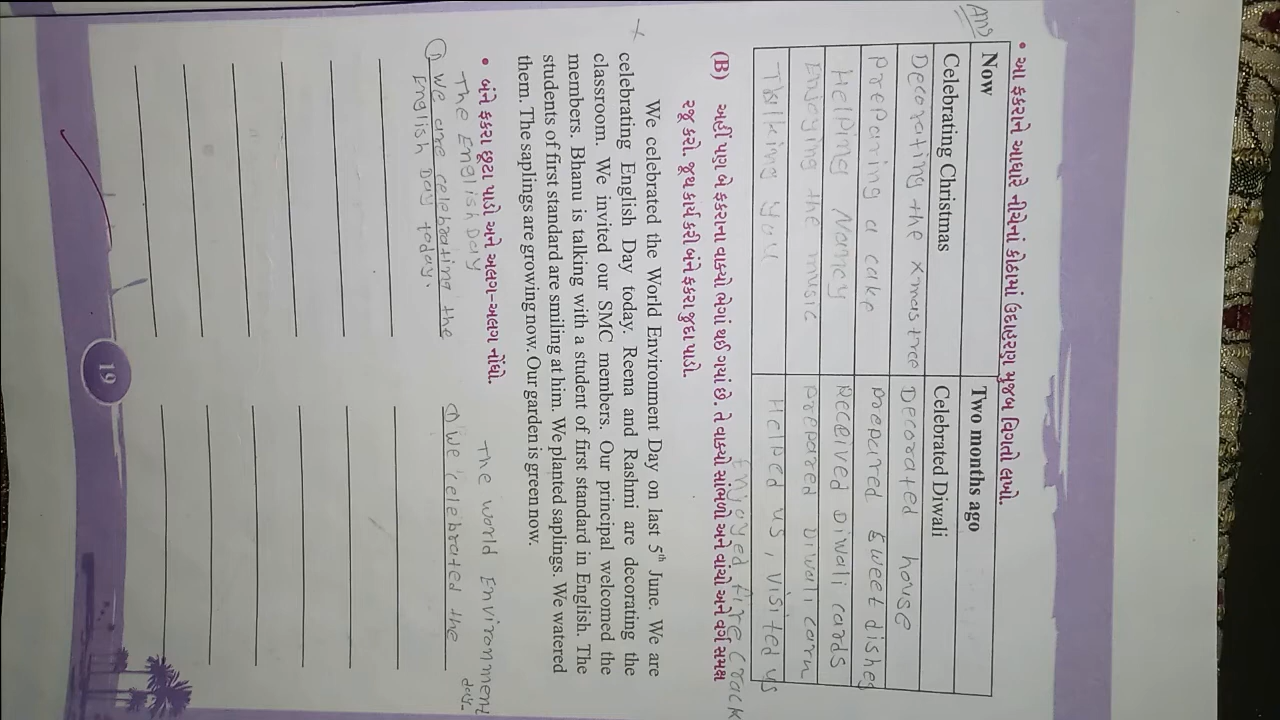 Ans
• આ ફકરાને આધારે નીચેનાં કોઠામાં ઉદાહરણ મુજબ વિગતો લખો.
Now Two months ago
Celebrating Christmas Celebrated Diwali
Decorating the x-mas tree Decorated house
preparing a cake prepared sweet dishes
Helping Nancy Received Diwali cards
Enjoying the music prepared Diwali
Talking you Helped us, visited us
Enjoyed fire crack
(B) અહીં પણ બે ફકરાના વાક્યો ભેગાં થઈ ગયાં છે. તે વાક્યો સાંભળો અને વાંચો અને વર્ગ સમક્ષ
રજૂ કરો. જૂથ કાર્ય કરી બંને ફકરા જુદા પાડો.
We celebrated the World Environment Day on last 5th June. We are
celebrating English Day today. Reena and Rashmi are decorating the
classroom. We invited our SMC members. Our principal welcomed the
members. Bhanu is talking with a student of first standard in English. The
students of first standard are smiling at him. We planted saplings. We watered
them. The saplings are growing now. Our garden is green now.
• બંને ફકરા છૂટા પાડો અને અલગ-અલગ નોંધો.
The English Day The world Environment
day-
① We are celebrating the ① We celebrated the
English Day today.
19